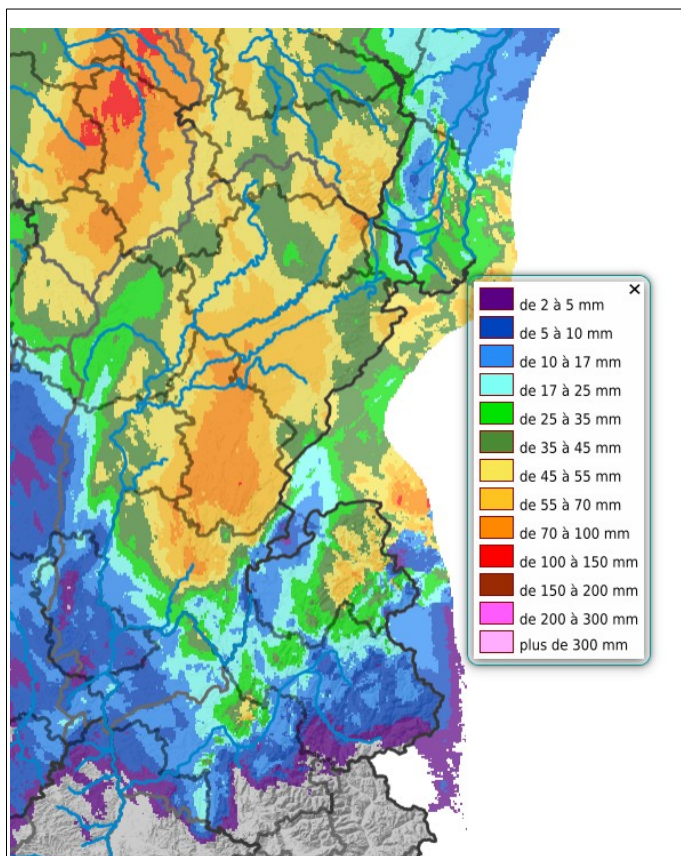 ×
de 2 à 5 mm
de 5 à 10 mm
de 10 à 17 mm
de 17 à 25 mm
de 25 à 35 mm
de 35 à 45 mm
de 45 à 55 mm
de 55 à 70 mm
de 70 à 100 mm
de 100 à 150 mm
de 150 à 200 mm
de 200 à 300 mm
plus de 300 mm